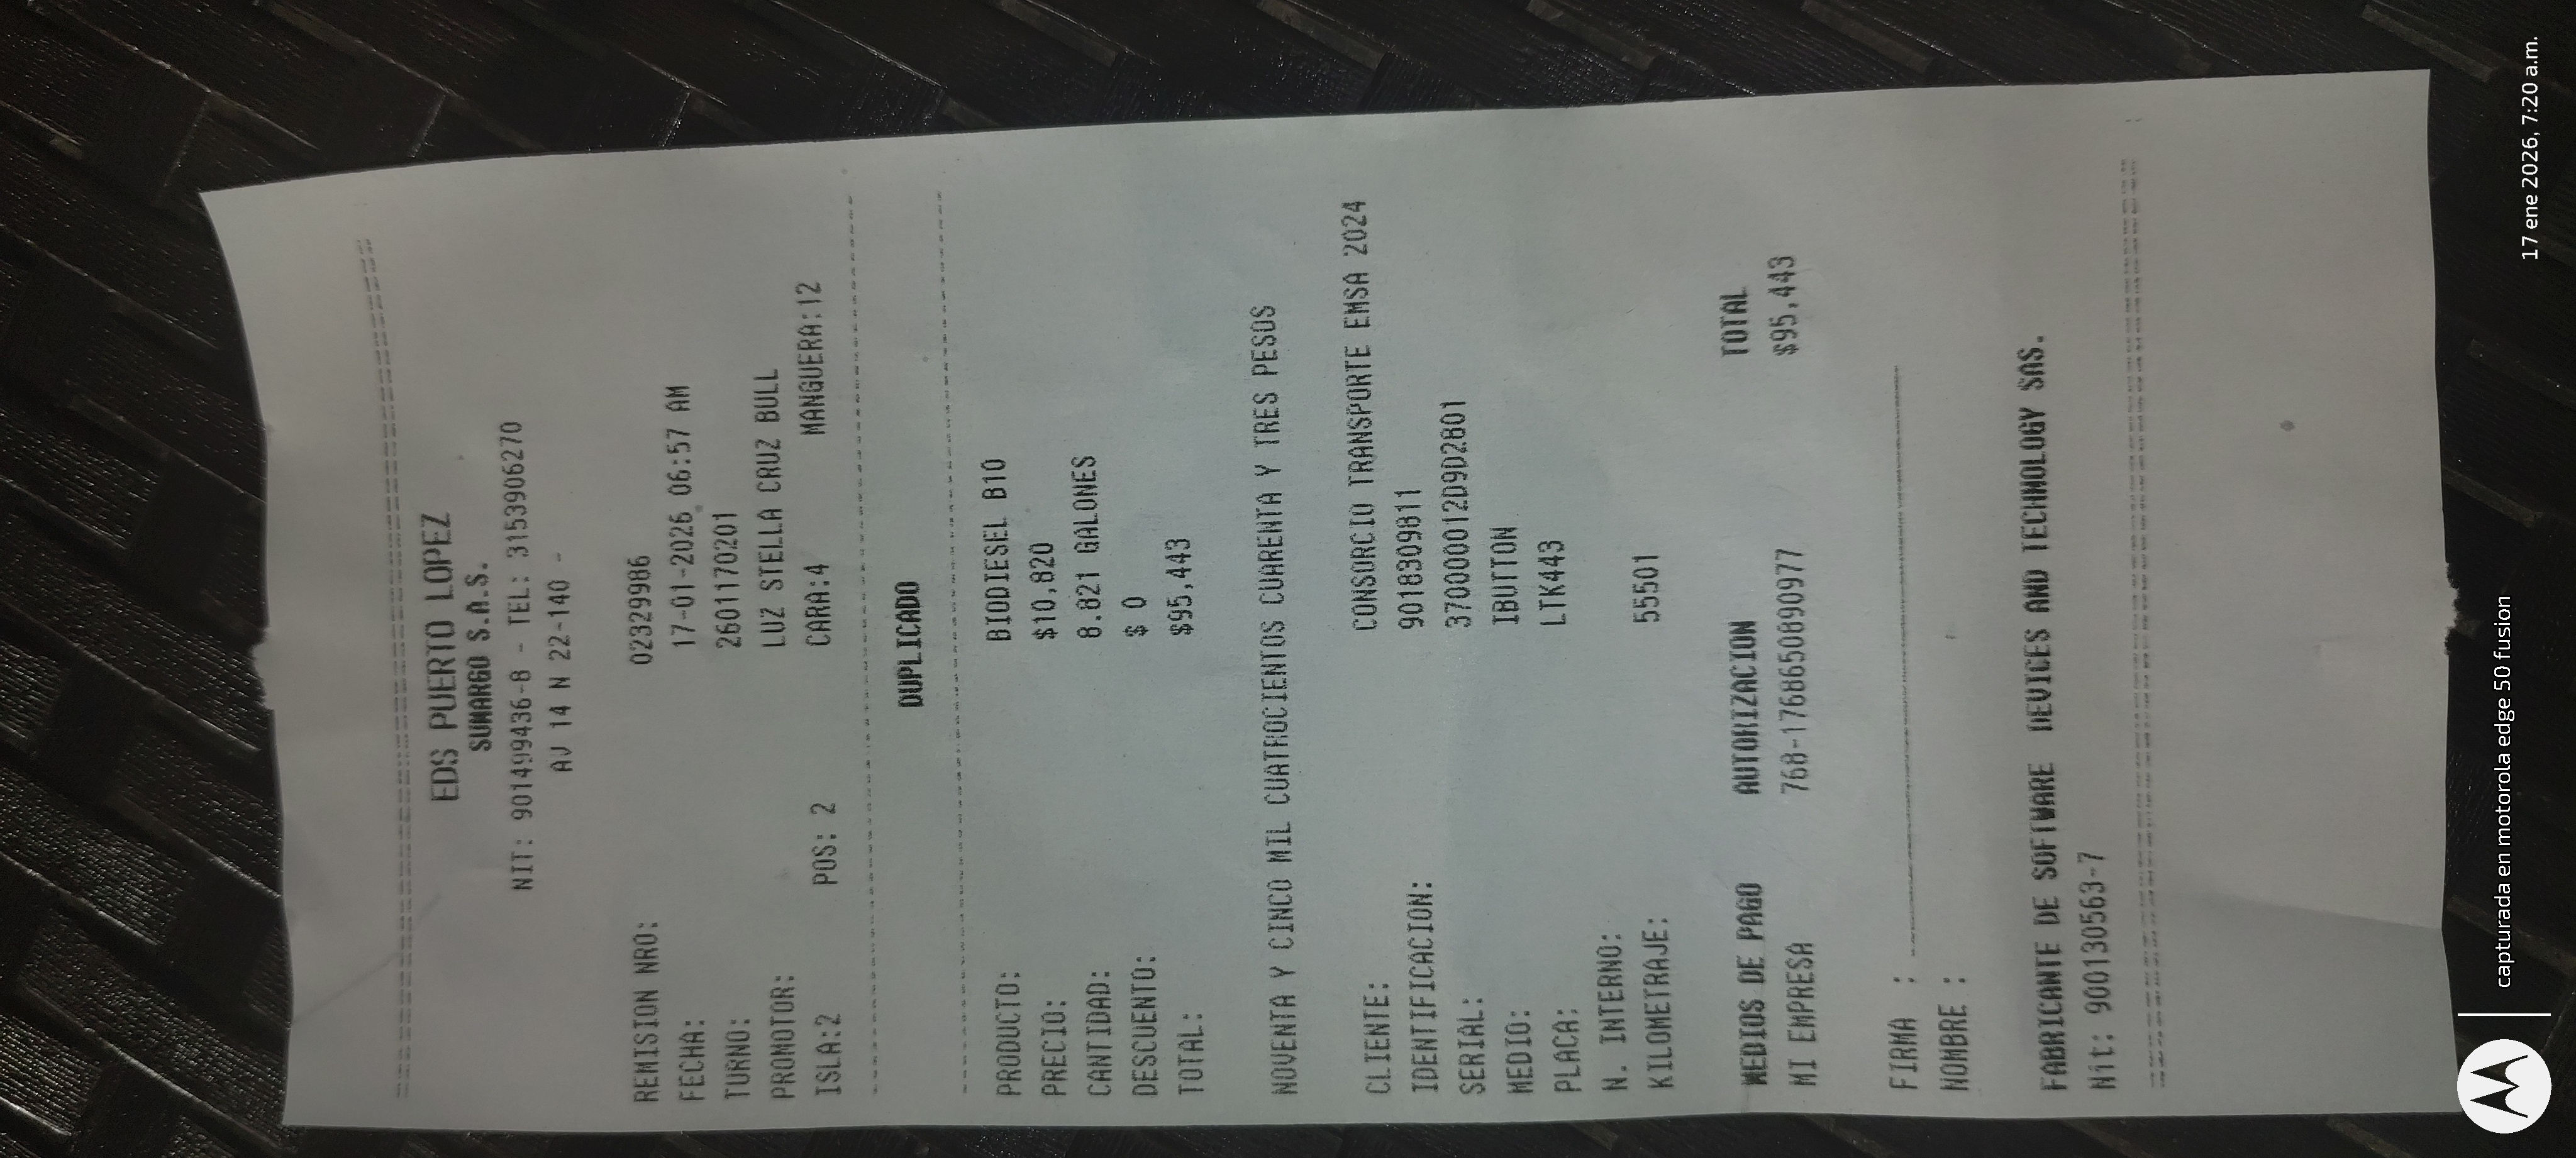 EDS PUERTO LOPEZ
SUMARGO S.A.S.
NIT: 901499436-8 - TEL: 3153906270
AV 14 N 22-140 -
REMISION NRO: 02329986
FECHA: 17-01-2026 06:57 AM
TURNO: 2601170201
PROMOTOR: LUZ STELLA CRUZ BULL
ISLA:2 POS: 2 CARA:4 MANGUERA:12
DUPLICADO
PRODUCTO: BIODIESEL B10
PRECIO: $10,820
CANTIDAD: 8.821 GALONES
DESCUENTO: $ 0
TOTAL: $95,443
NOVENTA Y CINCO MIL CUATROCIENTOS CUARENTA Y TRES PESOS
CLIENTE: CONSORCIO TRANSPORTE EMSA 2024
IDENTIFICACION: 9018309811
SERIAL: 370000012D9D2801
MEDIO: IBUTTON
PLACA: LTK443
N. INTERNO:
KILOMETRAJE: 55501
MEDIOS DE PAGO AUTORIZACION TOTAL
MI EMPRESA 768-1768650890977 $95,443
FIRMA :
NOMBRE :
FABRICANTE DE SOFTWARE DEVICES AND TECHNOLOGY SAS.
Nit: 900130563-7
capturada en motorola edge 50 fusion
17 ene 2026, 7:20 a.m.